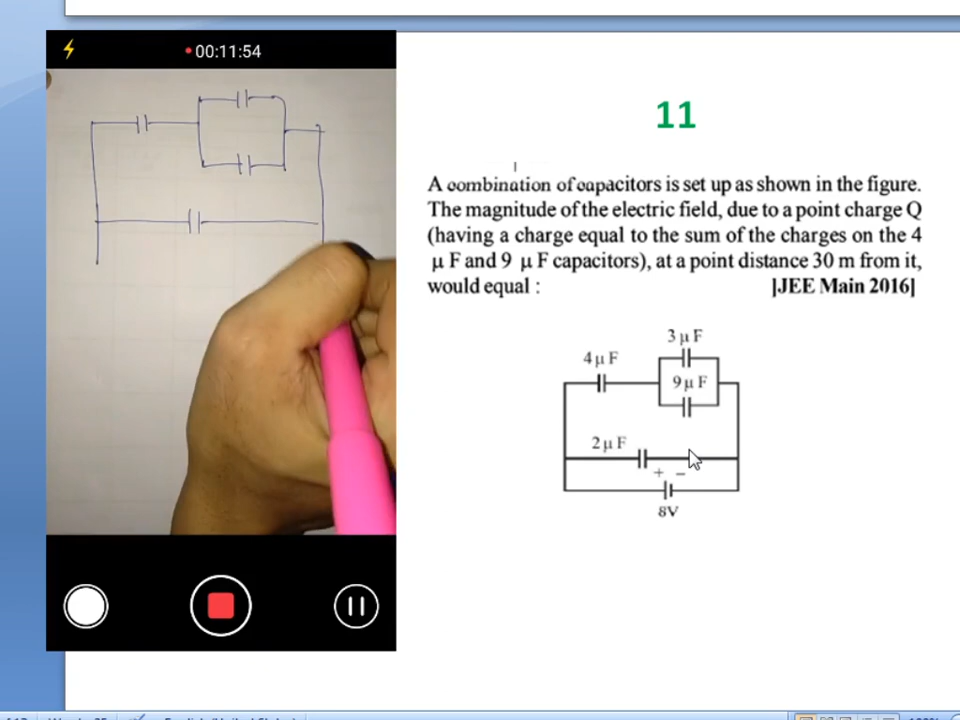 00:11:54
11
A combination of capacitors is set up as shown in the figure.
The magnitude of the electric field, due to a point charge Q
(having a charge equal to the sum of the charges on the 4
μ F and 9 μ F capacitors), at a point distance 30 m from it,
would equal : [JEE Main 2016]
3 μ F
4 μ F
9 μ F
2 μ F
+ −
8V